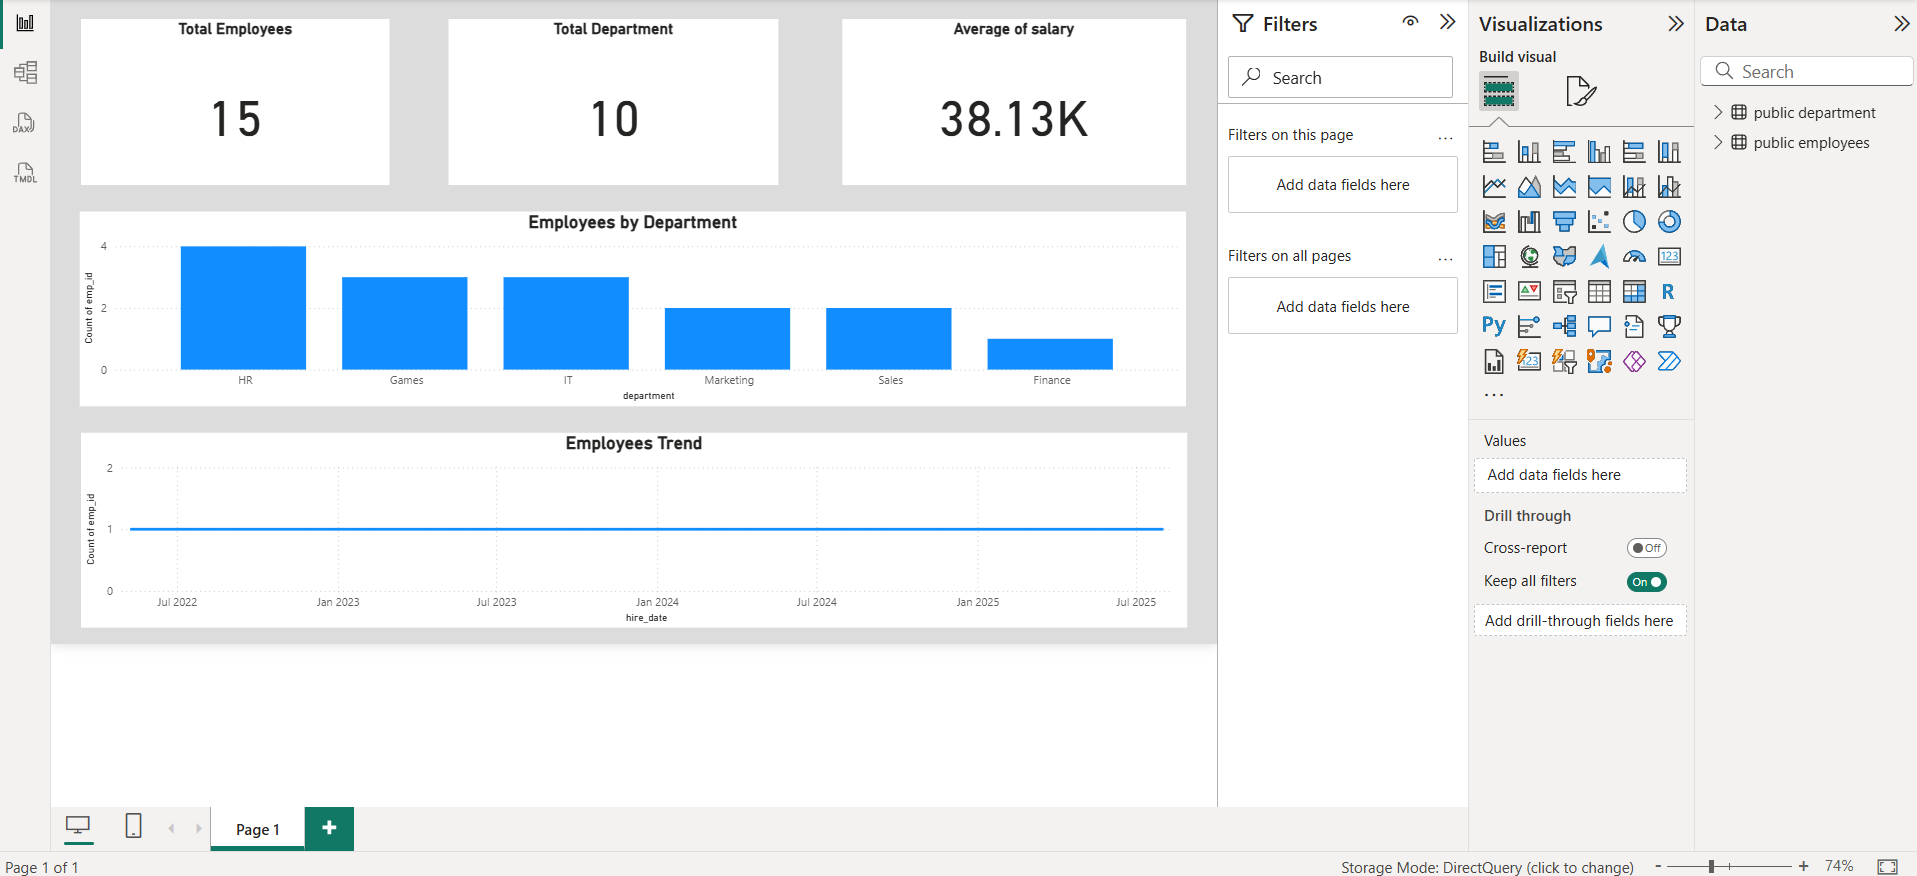 Total Employees
15
Total Department
10
Average of salary
38.13K
Employees by Department
Count of emp_id
4
2
0
HR
Games
IT
Marketing
Sales
Finance
department
Employees Trend
Count of emp_id
2
1
0
Jul 2022
Jan 2023
Jul 2023
Jan 2024
Jul 2024
Jan 2025
Jul 2025
hire_date
DAX
TMDL
Page 1
+
Page 1 of 1
Filters
Search
Filters on this page
...
Add data fields here
Filters on all pages
...
Add data fields here
Visualizations
Build visual
123
R
Py
123
...
Values
Add data fields here
Drill through
Cross-report
Off
Keep all filters
On
Add drill-through fields here
Data
Search
public department
public employees
Storage Mode: DirectQuery (click to change)
-
+
74%